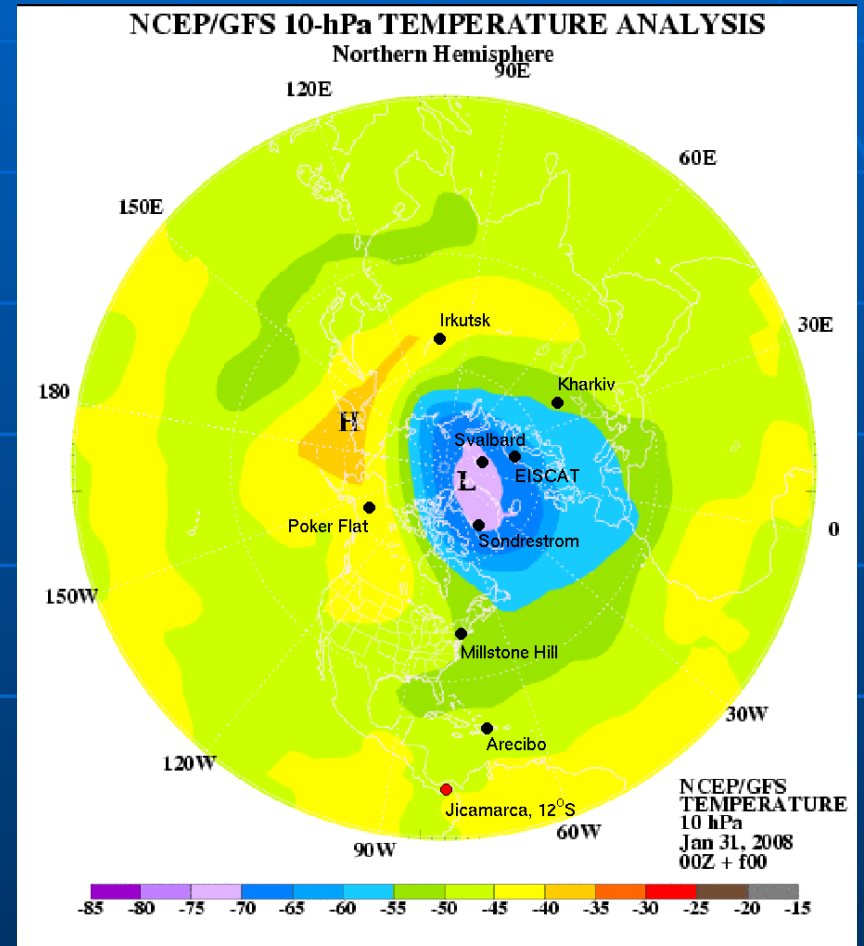 NCEP/GFS 10-hPa TEMPERATURE ANALYSIS
Northern Hemisphere
90E
120E
60E
150E
30E
Irkutsk
180
Kharkiv
H
Svalbard
L
EISCAT
Poker Flat
0
Sondrestrom
150W
Millstone Hill
30W
Arecibo
120W
Jicamarca, 12°S
60W
90W
NCEP/GFS
TEMPERATURE
10 hPa
Jan 31, 2008
00Z + f00
-85 -80 -75 -70 -65 -60 -55 -50 -45 -40 -35 -30 -25 -20 -15